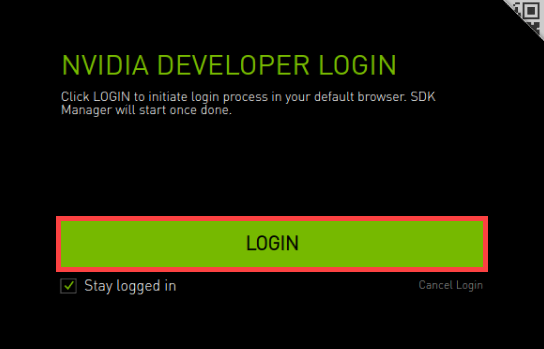 NVIDIA DEVELOPER LOGIN
Click LOGIN to initiate login process in your default browser. SDK
Manager will start once done.
LOGIN
Stay logged in
Cancel Login